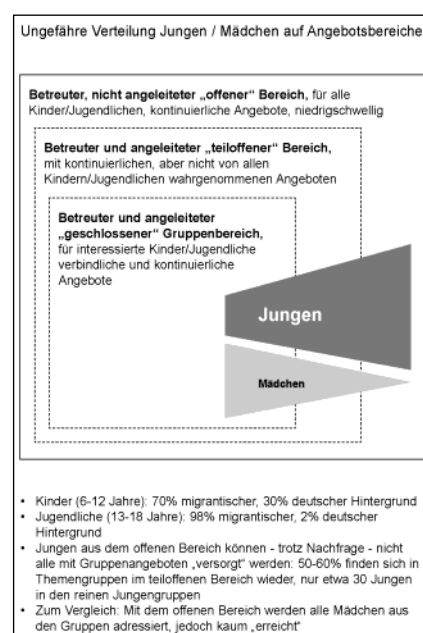 Ungefähre Verteilung Jungen / Mädchen auf Angebotsbereiche
Betreuter, nicht angeleiteter „offener“ Bereich, für alle
Kinder/Jugendlichen, kontinuierliche Angebote, niedrigschwellig
Betreuter und angeleiteter „teiloffener“ Bereich,
mit kontinuierlichen, aber nicht von allen
Kindern/Jugendlichen wahrgenommenen Angeboten
Betreuter und angeleiteter
„geschlossener“ Gruppenbereich,
für interessierte Kinder/Jugendliche
verbindliche und kontinuierliche
Angebote
Jungen
Mädchen
• Kinder (6-12 Jahre): 70% migrantischer, 30% deutscher Hintergrund
• Jugendliche (13-18 Jahre): 98% migrantischer, 2% deutscher
Hintergrund
• Jungen aus dem offenen Bereich können - trotz Nachfrage - nicht
alle mit Gruppenangeboten „versorgt“ werden: 50-60% finden sich in
Themengruppen im teiloffenen Bereich wieder, nur etwa 30 Jungen
in den reinen Jungengruppen
• Zum Vergleich: Mit dem offenen Bereich werden alle Mädchen aus
den Gruppen adressiert, jedoch kaum „erreicht“